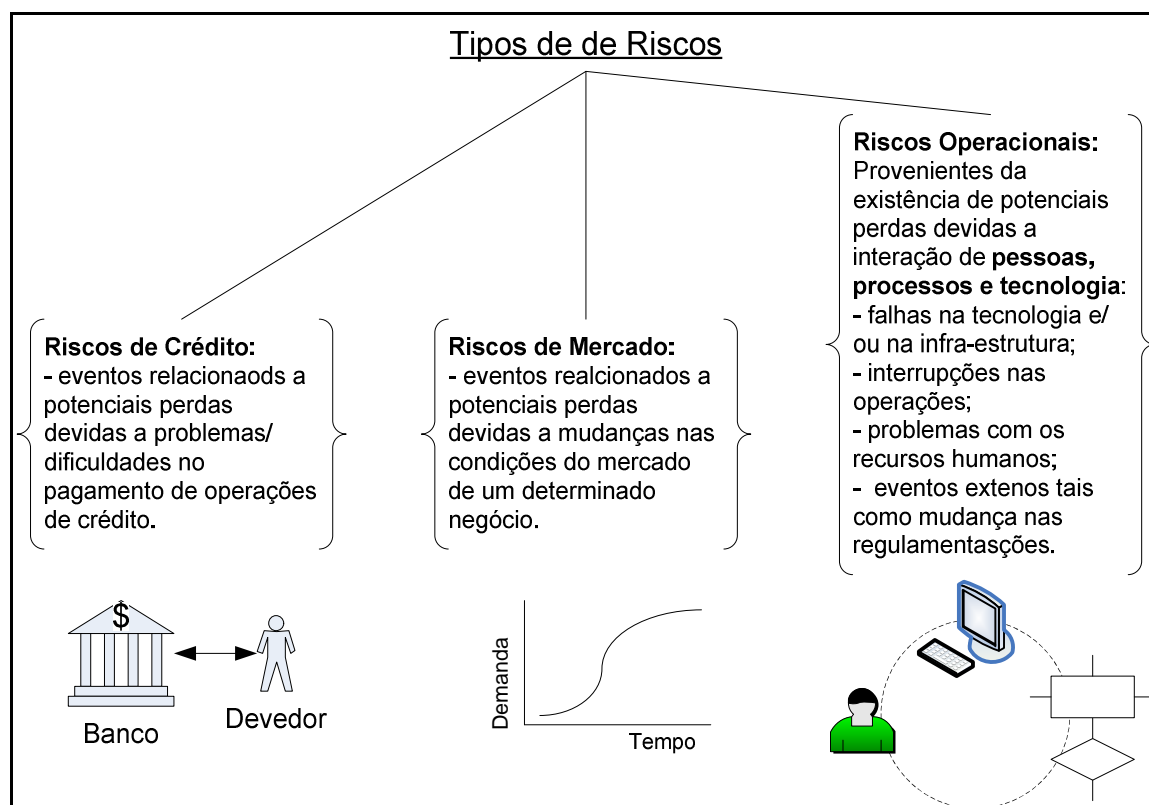 Tipos de de Riscos
Riscos de Crédito:
- eventos relacionaods a
potenciais perdas
devidas a problemas/
dificuldades no
pagamento de operações
de crédito.
Riscos de Mercado:
- eventos realcionados a
potenciais perdas
devidas a mudanças nas
condições do mercado
de um determinado
negócio.
Riscos Operacionais:
Provenientes da
existência de potenciais
perdas devidas a
interação de pessoas,
processos e tecnologia:
- falhas na tecnologia e/
ou na infra-estrutura;
- interrupções nas
operações;
- problemas com os
recursos humanos;
- eventos extenos tais
como mudança nas
regulamentasções.
$
Banco
Devedor
Demanda
Tempo